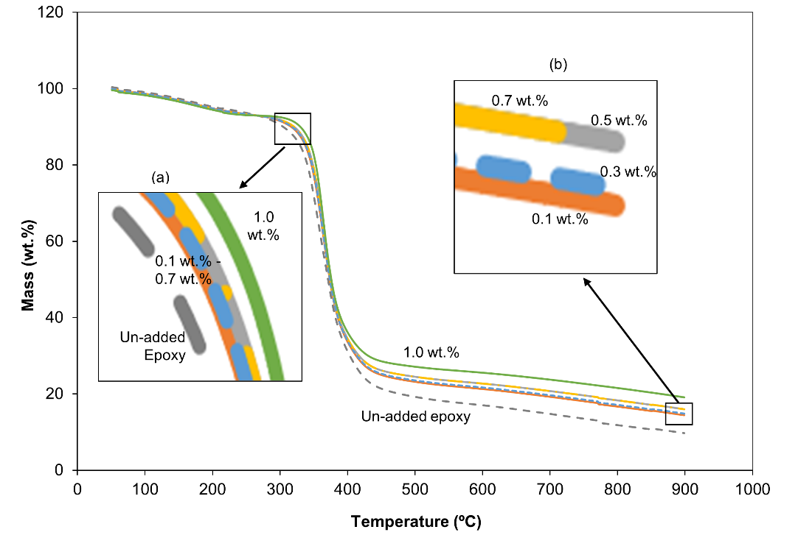 120
100
80
60
40
20
0
Mass (wt.%)
0 100 200 300 400 500 600 700 800 900 1000
Temperature (ºC)
(a)
1.0
wt.%
0.1 wt.% -
0.7 wt.%
Un-added
Epoxy
(b)
0.7 wt.%
0.5 wt.%
0.3 wt.%
0.1 wt.%
1.0 wt.%
Un-added epoxy